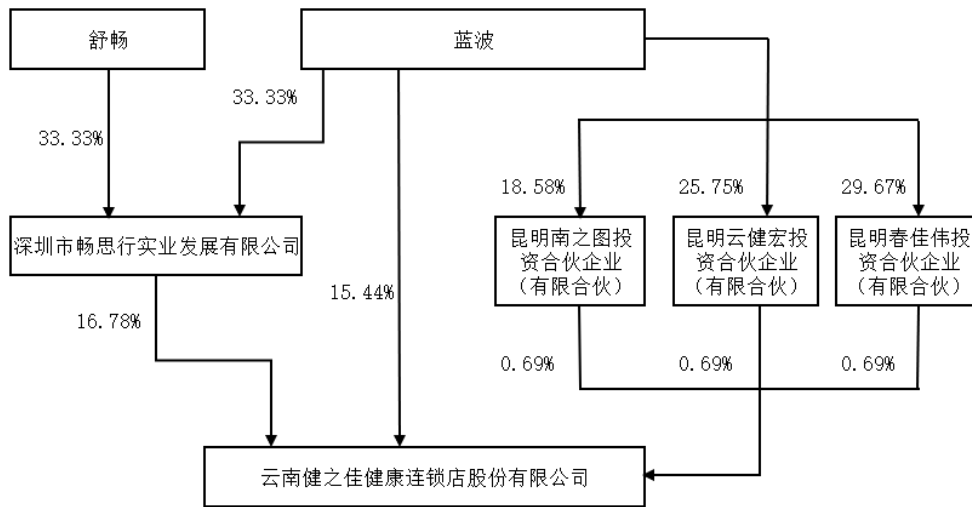 舒畅
蓝波
33.33%
33.33%
18.58%
25.75%
29.67%
深圳市畅思行实业发展有限公司
昆明南之图投
资合伙企业
（有限合伙）
昆明云健宏投
资合伙企业
（有限合伙）
昆明春佳伟投
资合伙企业
（有限合伙）
15.44%
16.78%
0.69%
0.69%
0.69%
云南健之佳健康连锁店股份有限公司